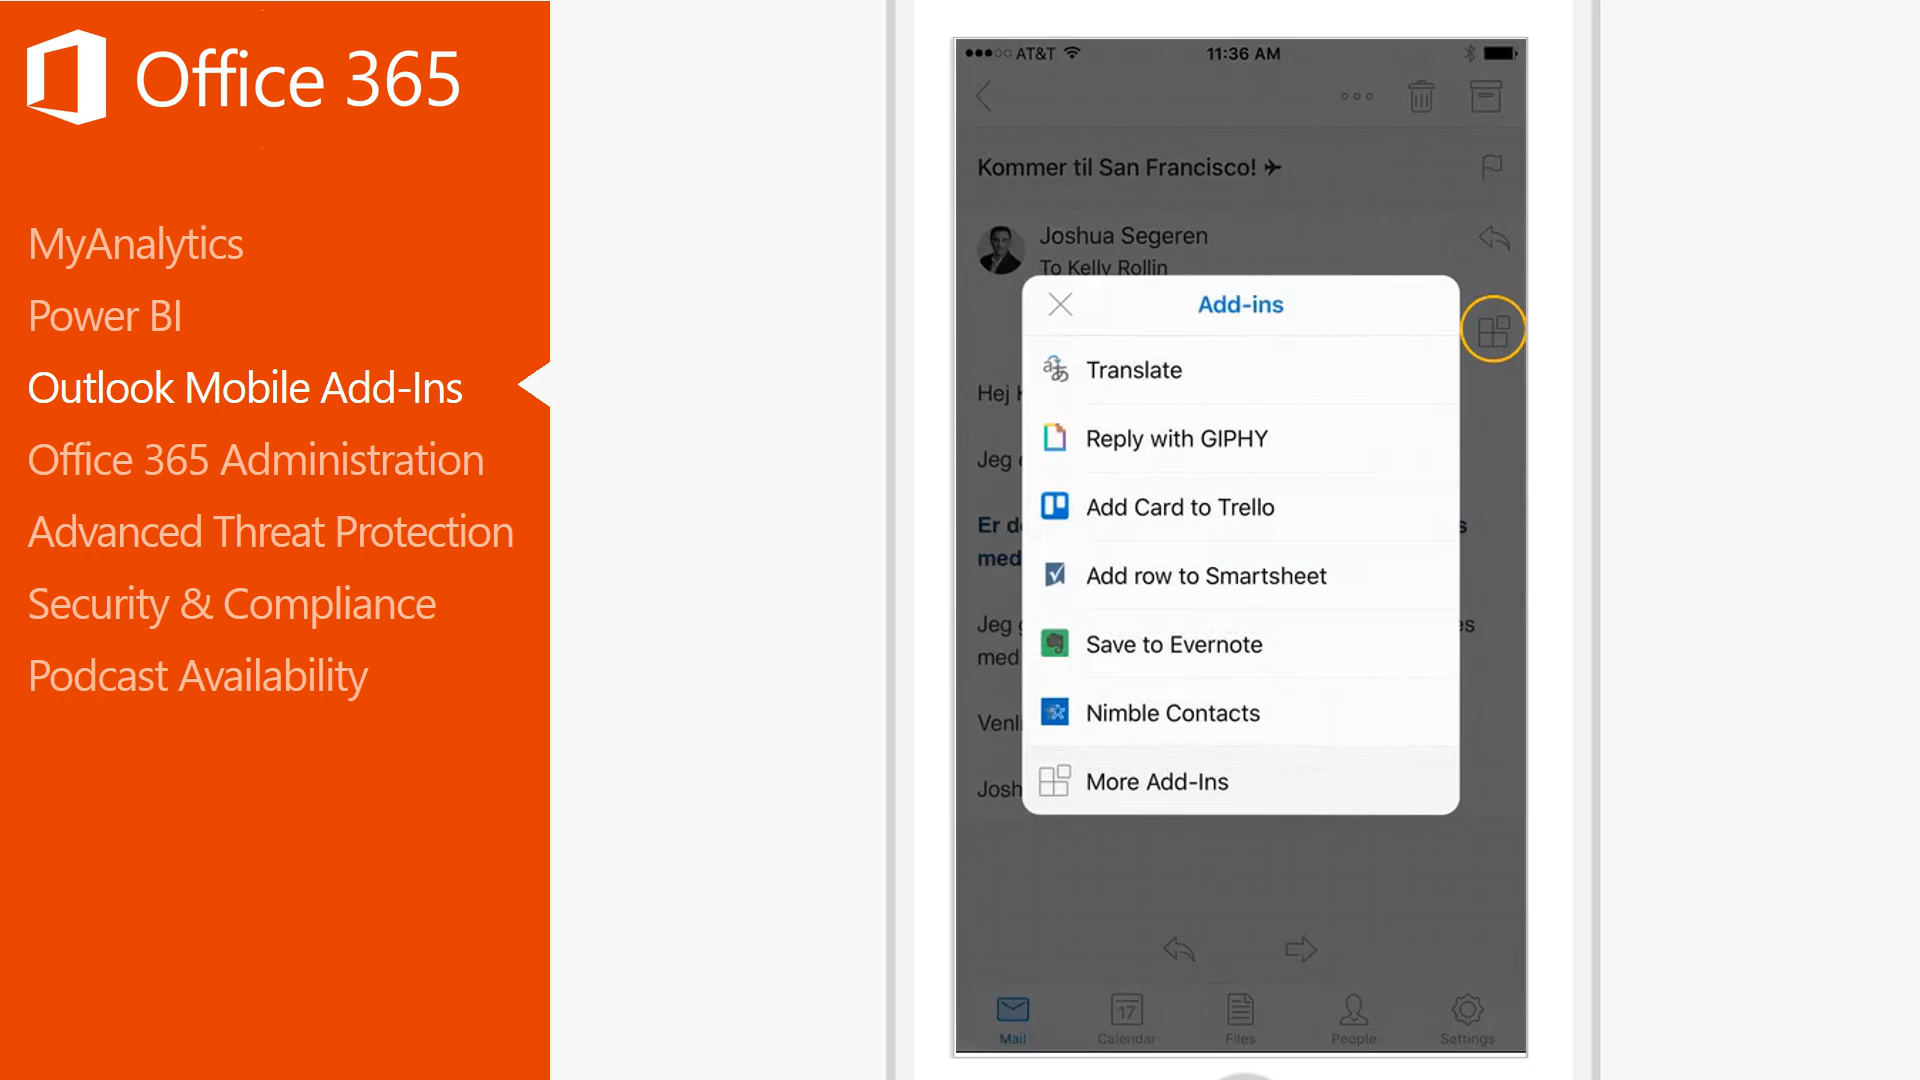 Office 365
MyAnalytics
Power BI
Outlook Mobile Add-Ins
Office 365 Administration
Advanced Threat Protection
Security & Compliance
Podcast Availability
AT&T
11:36 AM
Kommer til San Francisco! ✈
Joshua Segeren
To Kelly Rollin
Add-ins
Translate
Hej
Reply with GIPHY
Jeg
Add Card to Trello
Er
med
Add row to Smartsheet
Jeg
med
Save to Evernote
Nimble Contacts
More Add-Ins
17
Mail
Calendar
Files
People
Settings